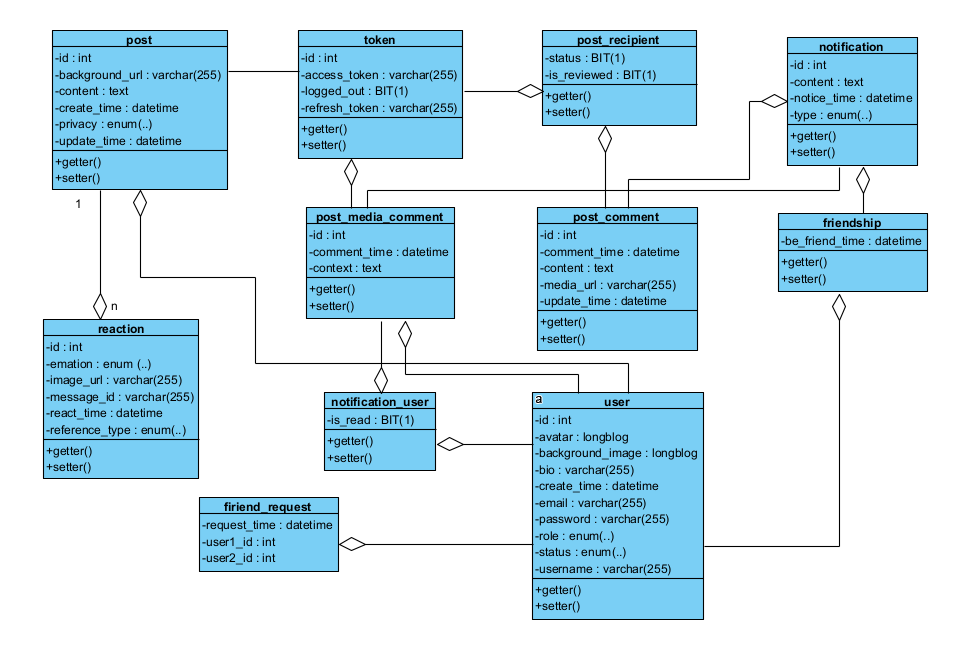 post
-id : int
-background_url : varchar(255)
-content : text
-create_time : datetime
-privacy : enum(..)
-update_time : datetime
+getter()
+setter()
token
-id : int
-access_token : varchar(255)
-logged_out : BIT(1)
-refresh_token : varchar(255)
+getter()
+setter()
post_recipient
-status : BIT(1)
-is_reviewed : BIT(1)
+getter()
+setter()
notification
-id : int
-content : text
-notice_time : datetime
-type : enum(..)
+getter()
+setter()
1
n
post_media_comment
-id : int
-comment_time : datetime
-context : text
+getter()
+setter()
post_comment
-id : int
-comment_time : datetime
-content : text
-media_url : varchar(255)
-update_time : datetime
+getter()
+setter()
friendship
-be_friend_time : datetime
+getter()
+setter()
reaction
-id : int
-emation : enum (..)
-image_url : varchar(255)
-message_id : varchar(255)
-react_time : datetime
-reference_type : enum(..)
+getter()
+setter()
notification_user
-is_read : BIT(1)
+getter()
+setter()
a
user
-id : int
-avatar : longblog
-background_image : longblog
-bio : varchar(255)
-create_time : datetime
-email : varchar(255)
-password : varchar(255)
-role : enum(..)
-status : enum(..)
-username : varchar(255)
+getter()
+setter()
firiend_request
-request_time : datetime
-user1_id : int
-user2_id : int